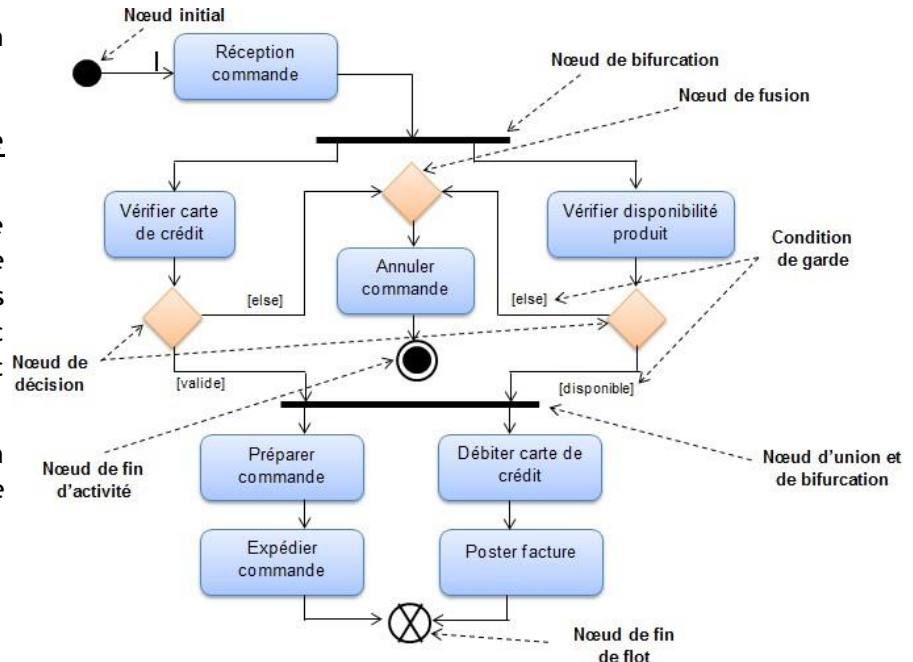 Nœud initial
Réception
commande
Nœud de bifurcation
Nœud de fusion
Vérifier carte
de crédit
Vérifier disponibilité
produit
Condition
de garde
Annuler
commande
[else]
[else]
Nœud de
décision
[valide]
[disponible]
Nœud de fin
d'activité
Préparer
commande
Débiter carte de
crédit
Nœud d'union et
de bifurcation
Expédier
commande
Poster facture
Nœud de fin
de flot